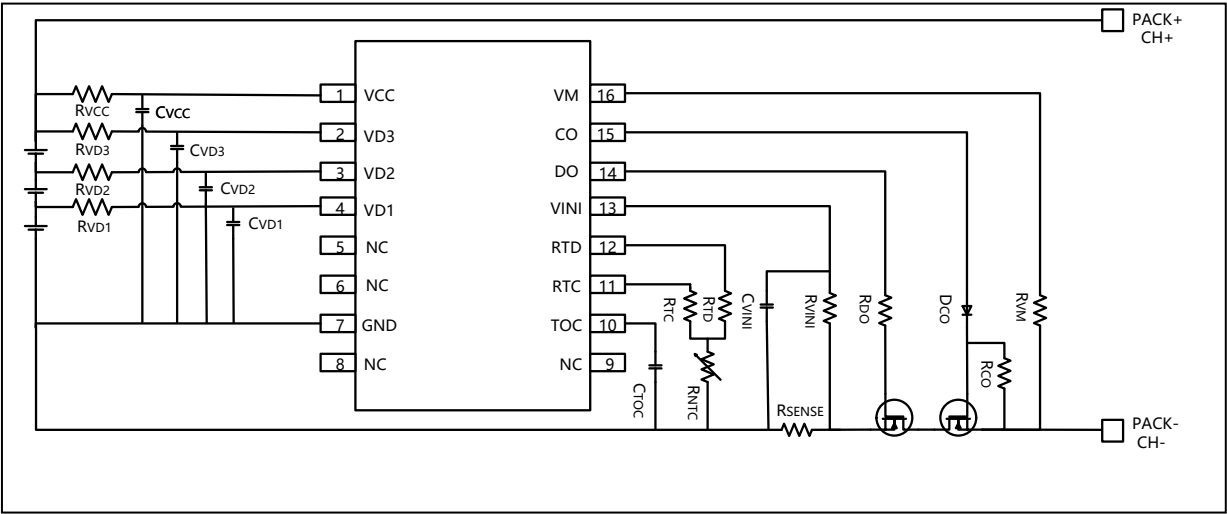 PACK+
CH+
RVCC
CVCC
1 VCC
VM 16
RVD3
CVD3
2 VD3
CO 15
RVD2
CVD2
3 VD2
DO 14
RVD1
CVD1
4 VD1
VINI 13
5 NC
RTD 12
6 NC
RTC 11
7 GND
TOC 10
8 NC
NC 9
CTOC
RTC
RTD
RNTC
CVINI
RVINI
RSENSE
RDO
DCO
RCO
RVM
PACK-
CH-